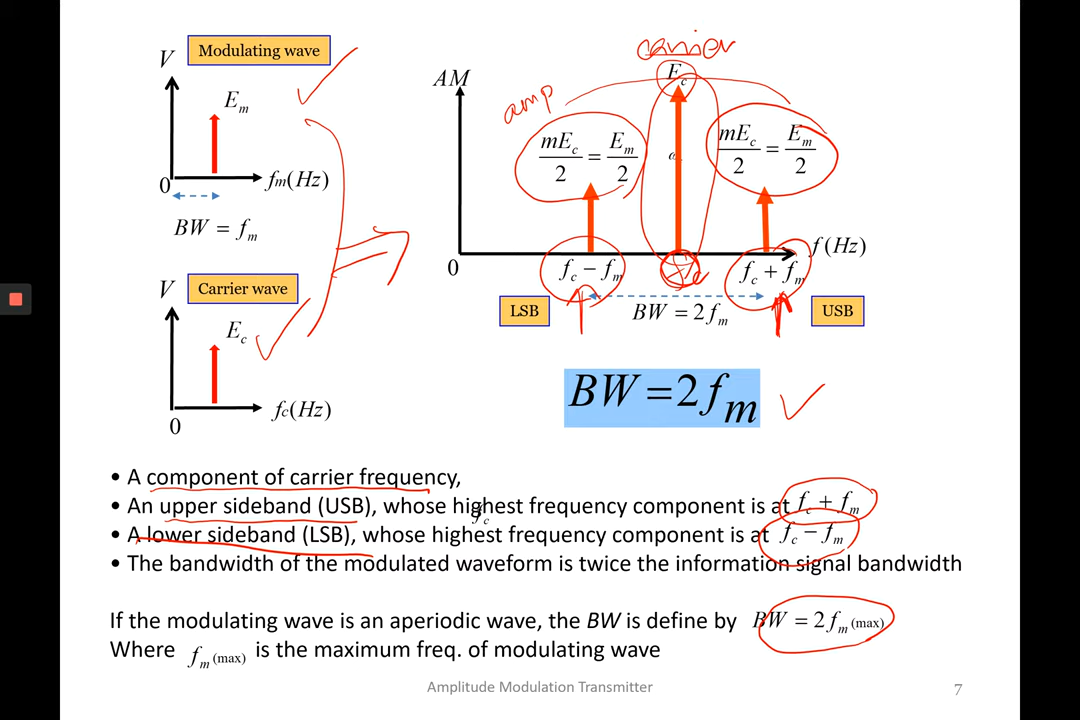 Modulating wave
V
E_m
0
f_m(Hz)
BW = f_m
Carrier wave
V
E_c
0
f_c(Hz)
carrier
AM
E_c
amp
mE_c/2 = E_m/2
mE_c/2 = E_m/2
0
f_c − f_m
f_c
f_c + f_m
f(Hz)
LSB
BW = 2f_m
USB
BW = 2f_m
• A component of carrier frequency,
• An upper sideband (USB), whose highest frequency component is at f_c + f_m
f_c
• A lower sideband (LSB), whose highest frequency component is at f_c − f_m
• The bandwidth of the modulated waveform is twice the information signal bandwidth
If the modulating wave is an aperiodic wave, the BW is define by BW = 2f_m(max)
Where f_m(max) is the maximum freq. of modulating wave
Amplitude Modulation Transmitter
7